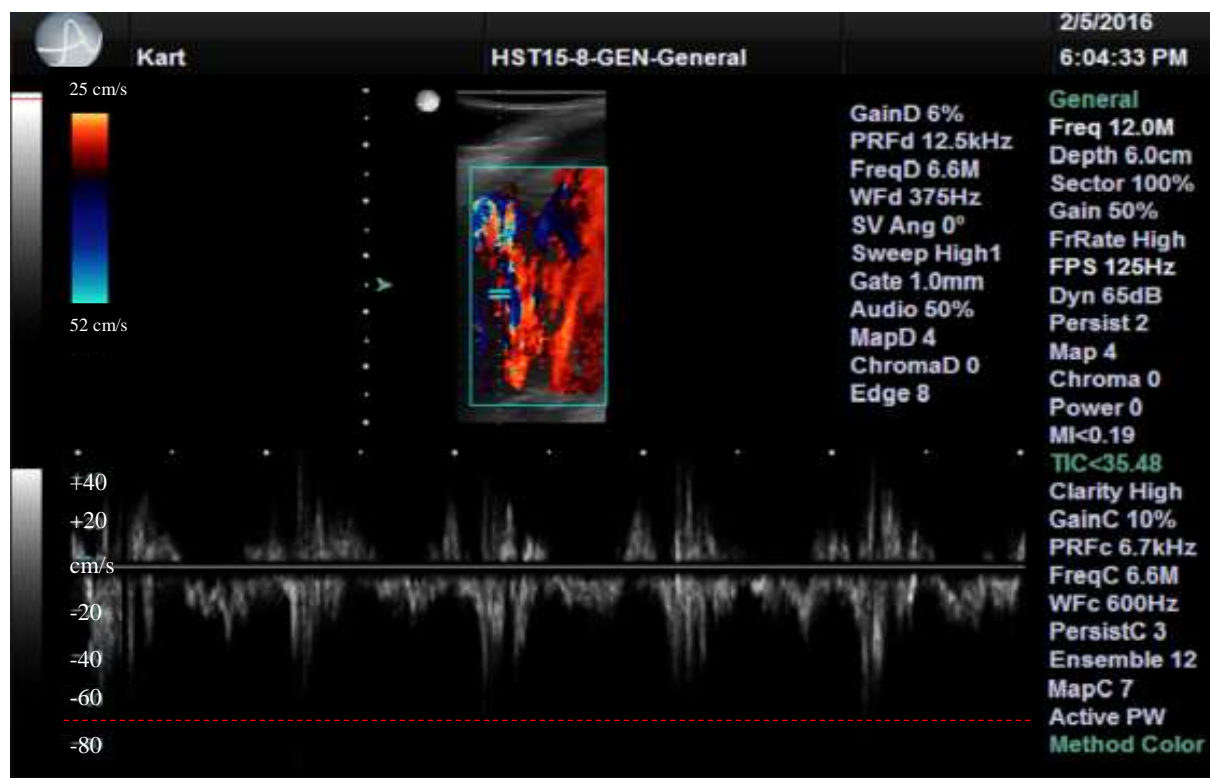 2/5/2016
Kart HST15-8-GEN-General 6:04:33 PM
25 cm/s
52 cm/s
GainD 6%
PRFd 12.5kHz
FreqD 6.6M
WFd 375Hz
SV Ang 0º
Sweep High1
Gate 1.0mm
Audio 50%
MapD 4
ChromaD 0
Edge 8
General
Freq 12.0M
Depth 6.0cm
Sector 100%
Gain 50%
FrRate High
FPS 125Hz
Dyn 65dB
Persist 2
Map 4
Chroma 0
Power 0
MI<0.19
TIC<35.48
Clarity High
GainC 10%
PRFc 6.7kHz
FreqC 6.6M
WFc 600Hz
PersistC 3
Ensemble 12
MapC 7
Active PW
Method Color
+40
+20
cm/s
-20
-40
-60
-80